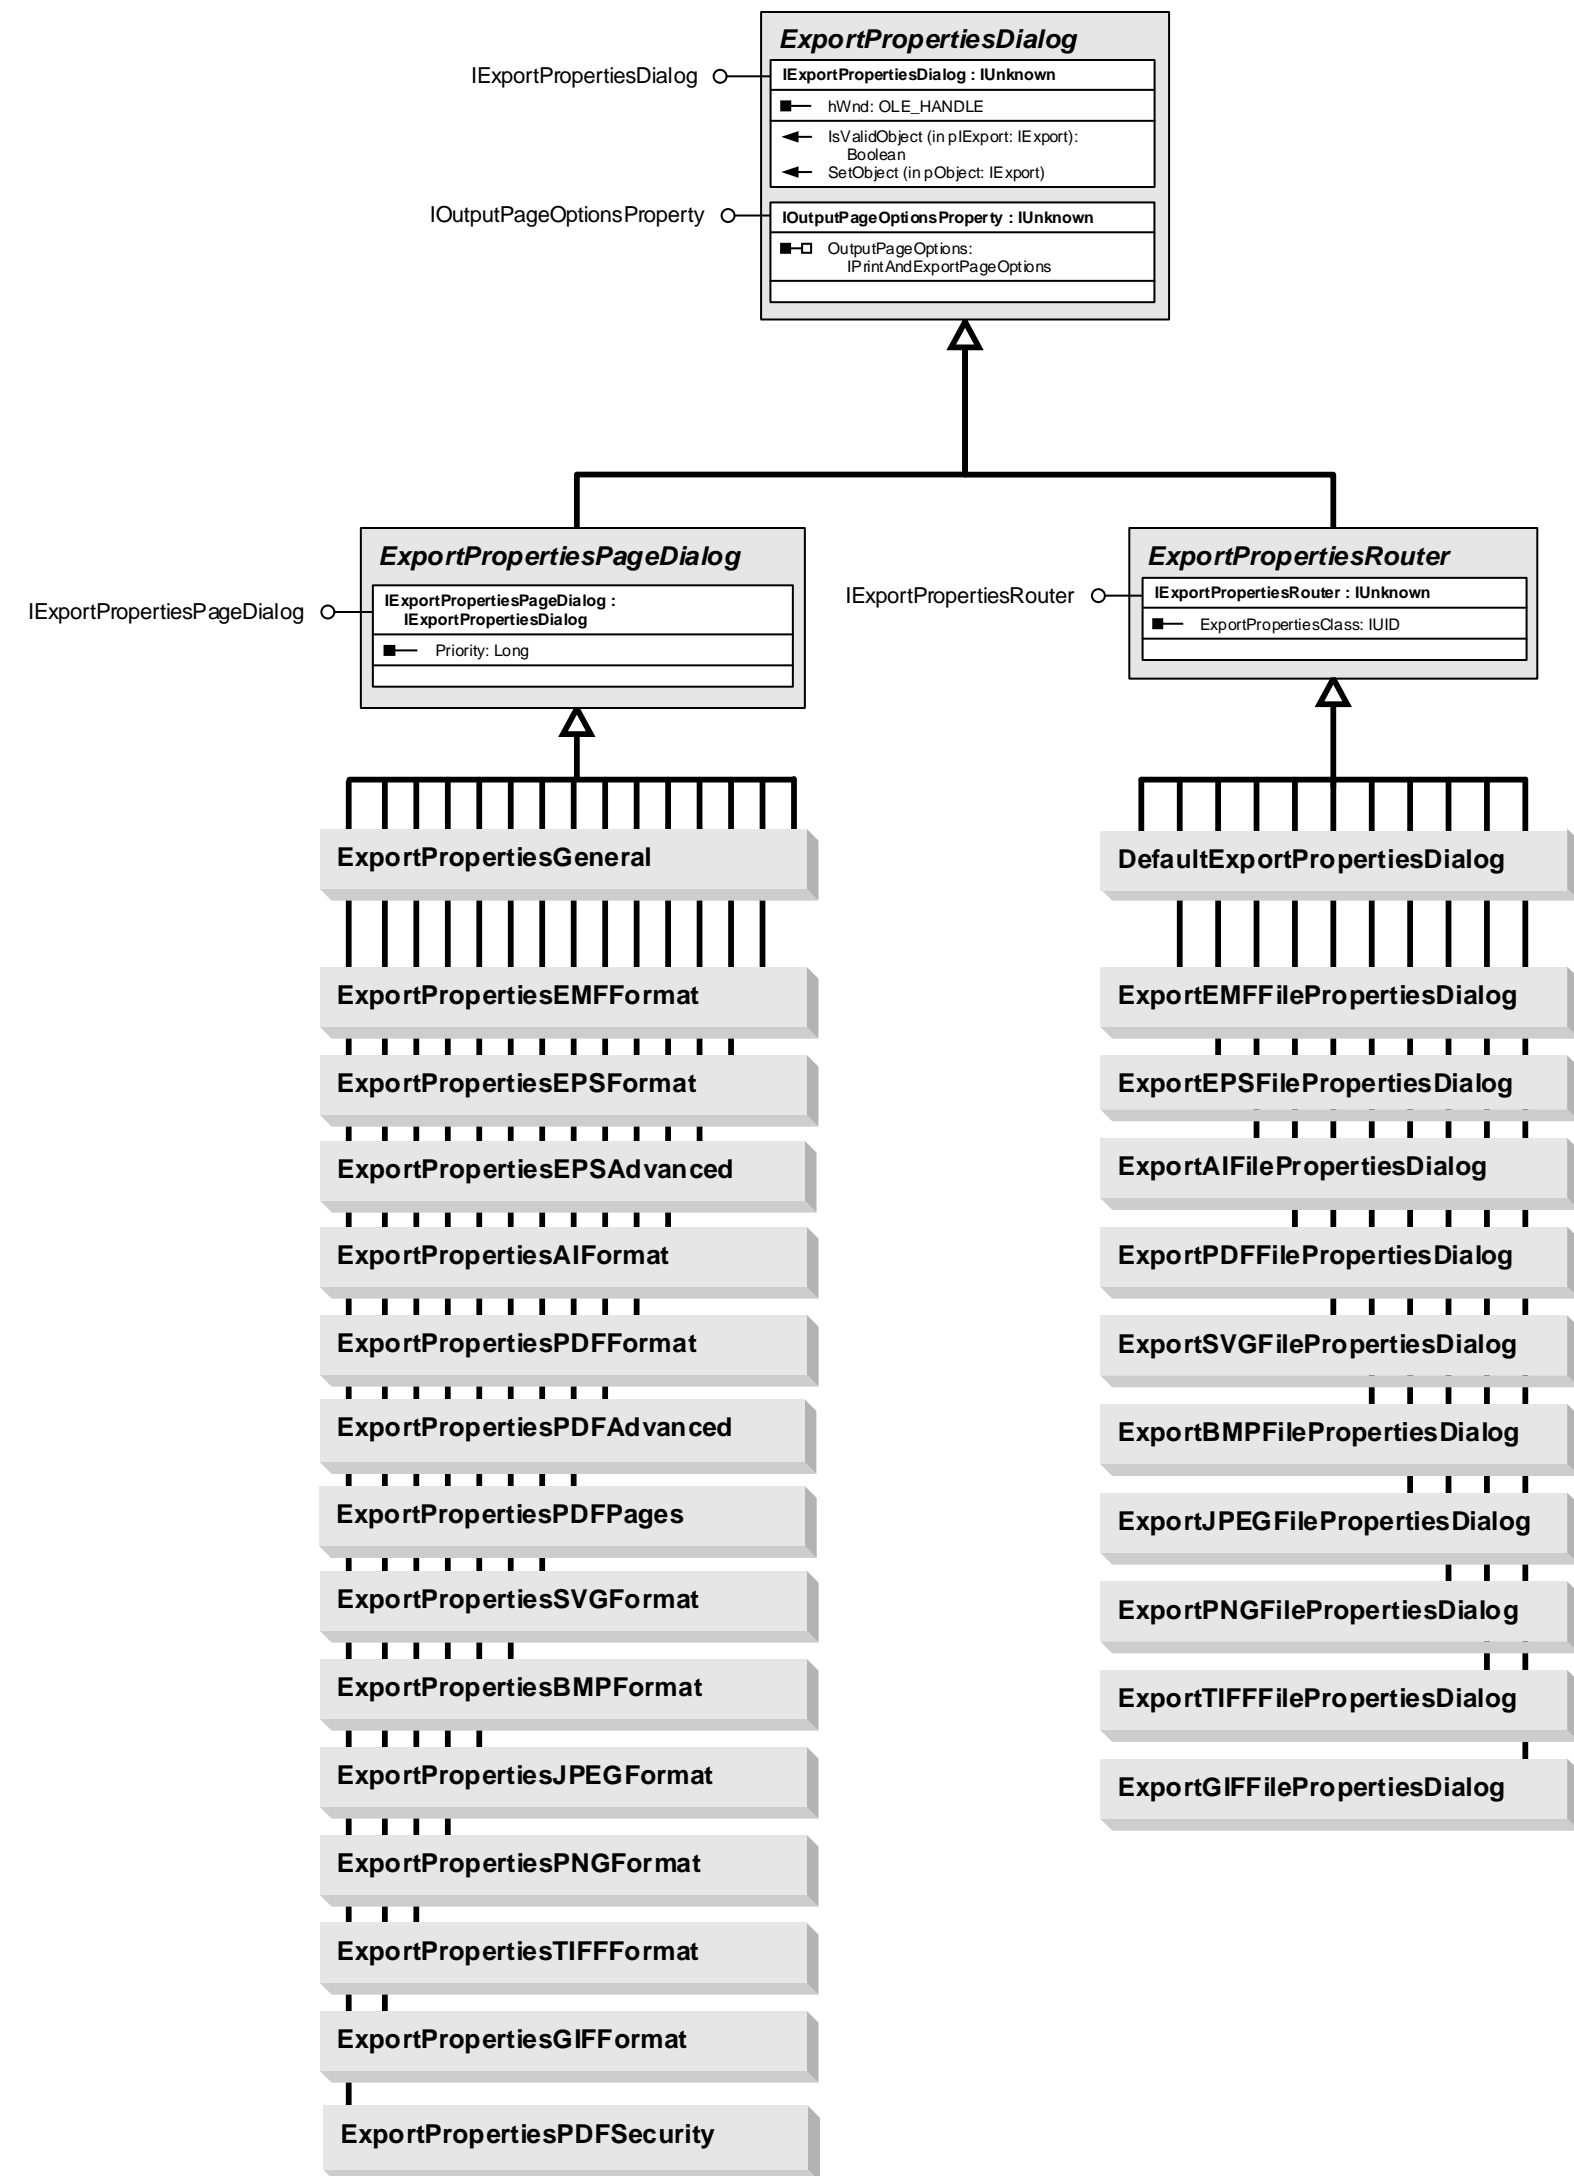 ExportPropertiesDialog
IExportPropertiesDialog
IExportPropertiesDialog : IUnknown
hWnd: OLE_HANDLE
IsValidObject (in pIExport: IExport):
Boolean
SetObject (in pObject: IExport)
IOutputPageOptionsProperty
IOutputPageOptionsProperty : IUnknown
OutputPageOptions:
IPrintAndExportPageOptions
ExportPropertiesPageDialog
IExportPropertiesPageDialog
IExportPropertiesPageDialog :
IExportPropertiesDialog
Priority: Long
ExportPropertiesRouter
IExportPropertiesRouter
IExportPropertiesRouter : IUnknown
ExportPropertiesClass: IUID
ExportPropertiesGeneral
ExportPropertiesEMFFormat
ExportPropertiesEPSFormat
ExportPropertiesEPSAdvanced
ExportPropertiesAIFormat
ExportPropertiesPDFFormat
ExportPropertiesPDFAdvanced
ExportPropertiesPDFPages
ExportPropertiesSVGFormat
ExportPropertiesBMPFormat
ExportPropertiesJPEGFormat
ExportPropertiesPNGFormat
ExportPropertiesTIFFFormat
ExportPropertiesGIFFormat
ExportPropertiesPDFSecurity
DefaultExportPropertiesDialog
ExportEMFFilePropertiesDialog
ExportEPSFilePropertiesDialog
ExportAIFilePropertiesDialog
ExportPDFFilePropertiesDialog
ExportSVGFilePropertiesDialog
ExportBMPFilePropertiesDialog
ExportJPEGFilePropertiesDialog
ExportPNGFilePropertiesDialog
ExportTIFFFilePropertiesDialog
ExportGIFFilePropertiesDialog